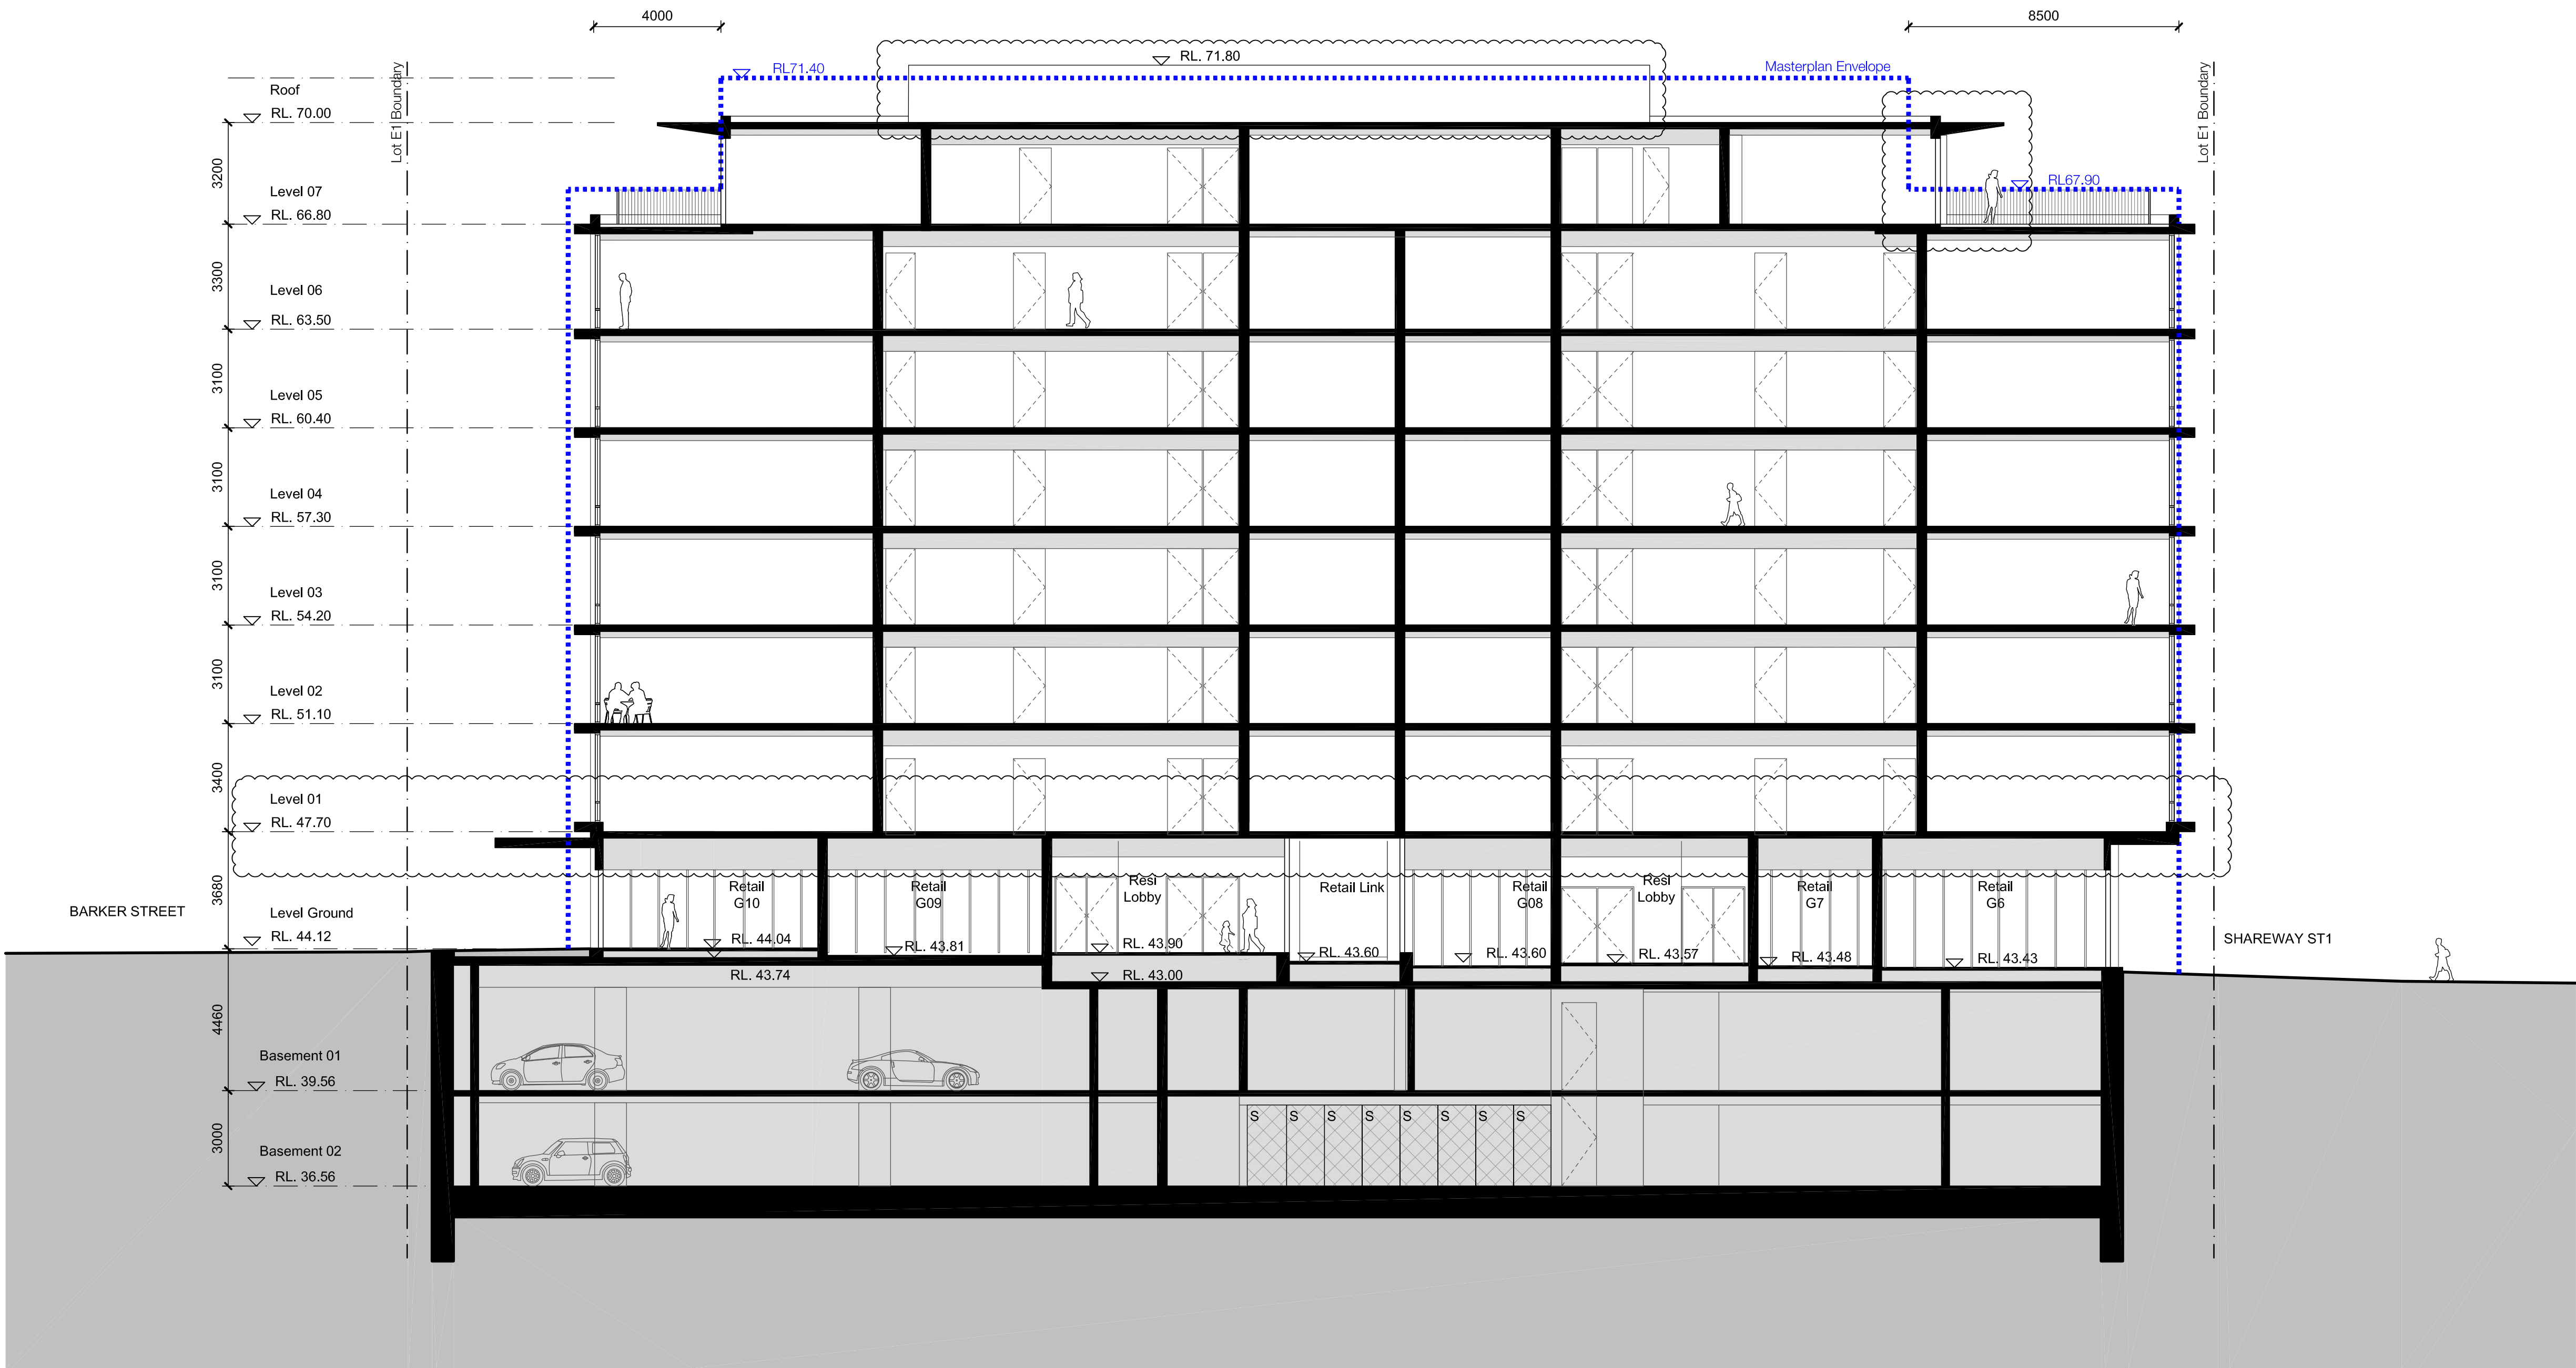 4000
8500
RL. 71.80
RL71.40
Masterplan Envelope
Lot E1 Boundary
Lot E1 Boundary
Roof
RL. 70.00
3200
Level 07
RL. 66.80
RL67.90
3300
Level 06
RL. 63.50
3100
Level 05
RL. 60.40
3100
Level 04
RL. 57.30
3100
Level 03
RL. 54.20
3100
Level 02
RL. 51.10
3400
Level 01
RL. 47.70
3680
Retail
G10
Retail
G09
Resi
Lobby
Retail Link
Retail
G08
Resi
Lobby
Retail
G7
Retail
G6
BARKER STREET
Level Ground
RL. 44.12
RL. 44.04
RL. 43.81
RL. 43.90
RL. 43.60
RL. 43.60
RL. 43.57
RL. 43.48
RL. 43.43
SHAREWAY ST1
RL. 43.74
RL. 43.00
4460
Basement 01
RL. 39.56
3000
S S S S S S S S
Basement 02
RL. 36.56